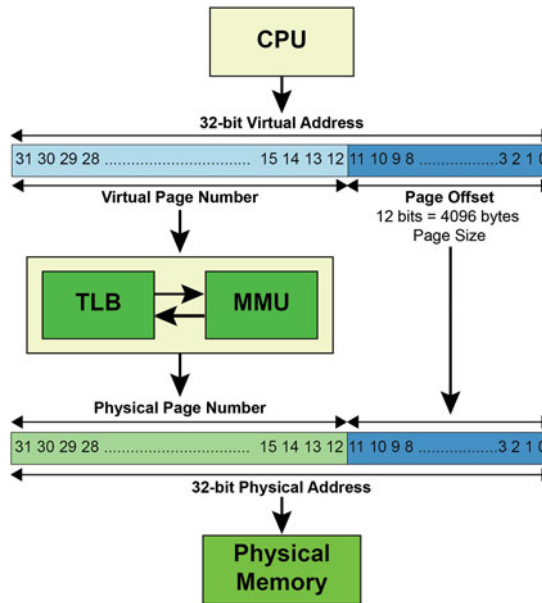 CPU
32-bit Virtual Address
31 30 29 28 ................................................ 15 14 13 12 11 10 9 8 ..................3 2 1 0
Virtual Page Number
Page Offset
12 bits = 4096 bytes
Page Size
TLB
MMU
Physical Page Number
31 30 29 28 ................................................ 15 14 13 12 11 10 9 8 ..................3 2 1 0
32-bit Physical Address
Physical
Memory